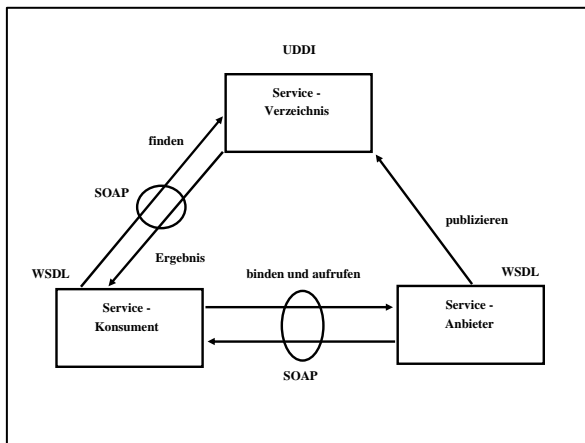 UDDI
Service -
Verzeichnis
finden
SOAP
publizieren
Ergebnis
WSDL
binden und aufrufen
WSDL
Service -
Konsument
Service -
Anbieter
SOAP